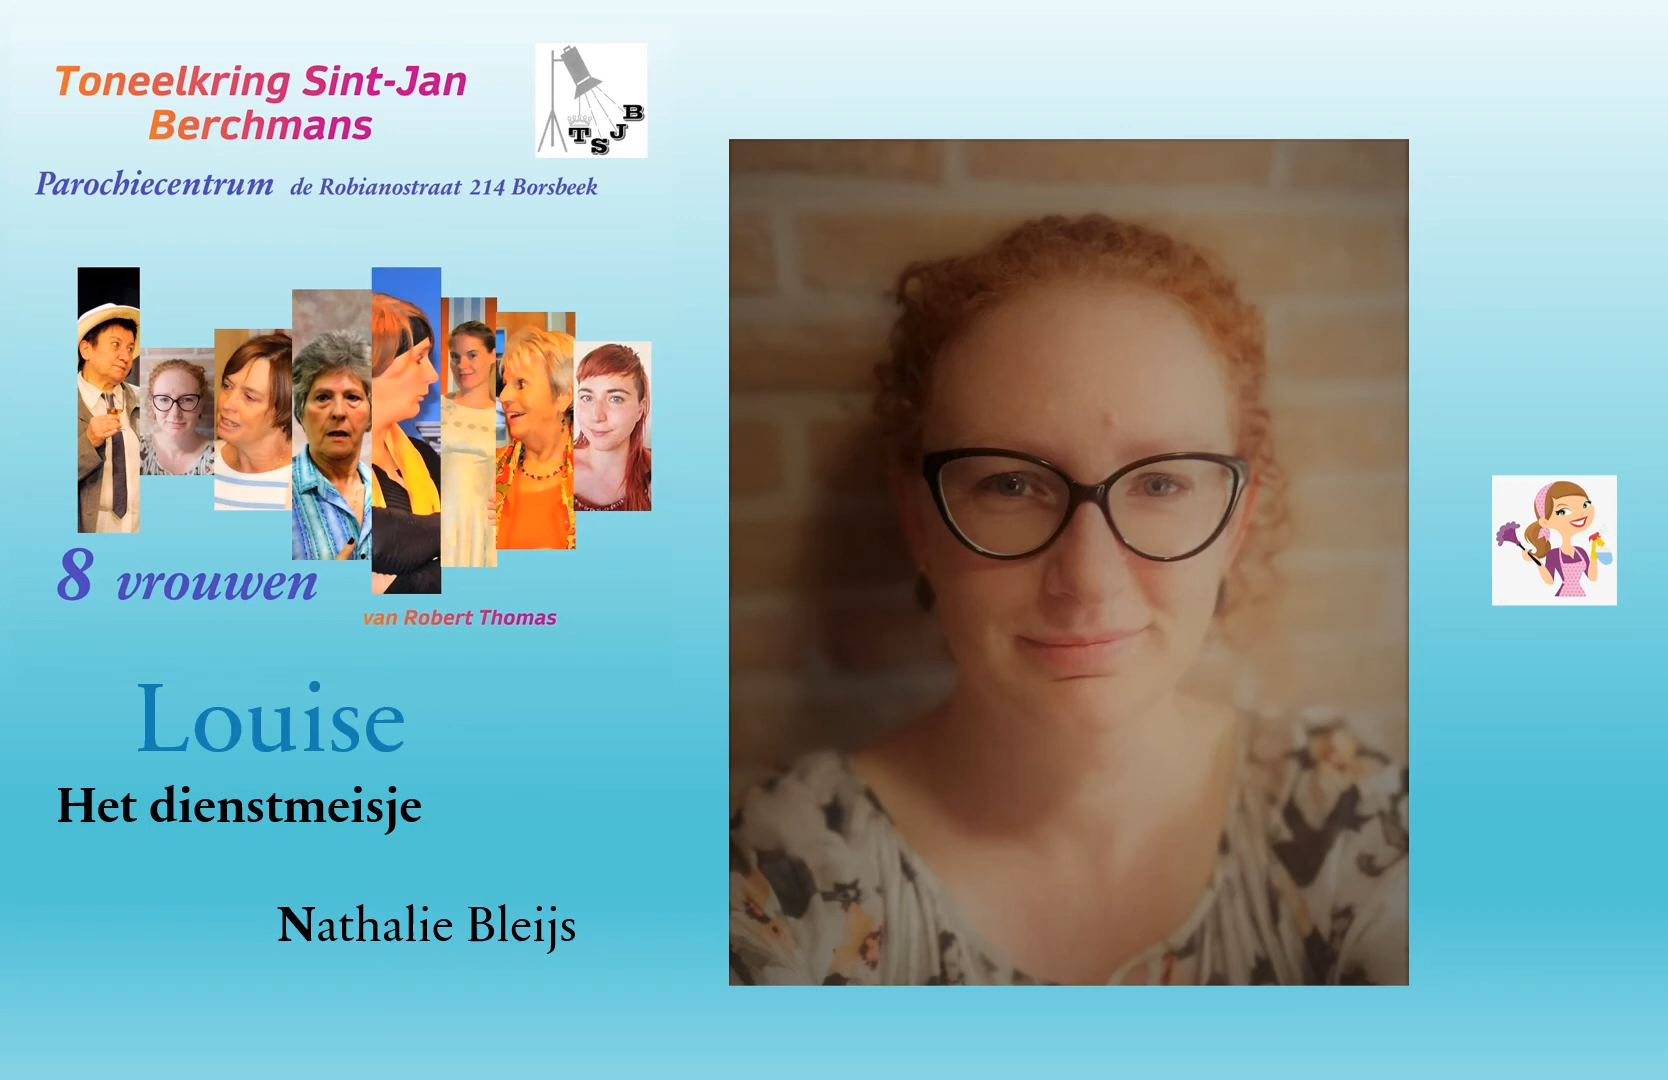 Toneelkring Sint-Jan
Berchmans
T S J B
Parochiecentrum de Robianostraat 214 Borsbeek
8 vrouwen
van Robert Thomas
Louise
Het dienstmeisje
Nathalie Bleijs